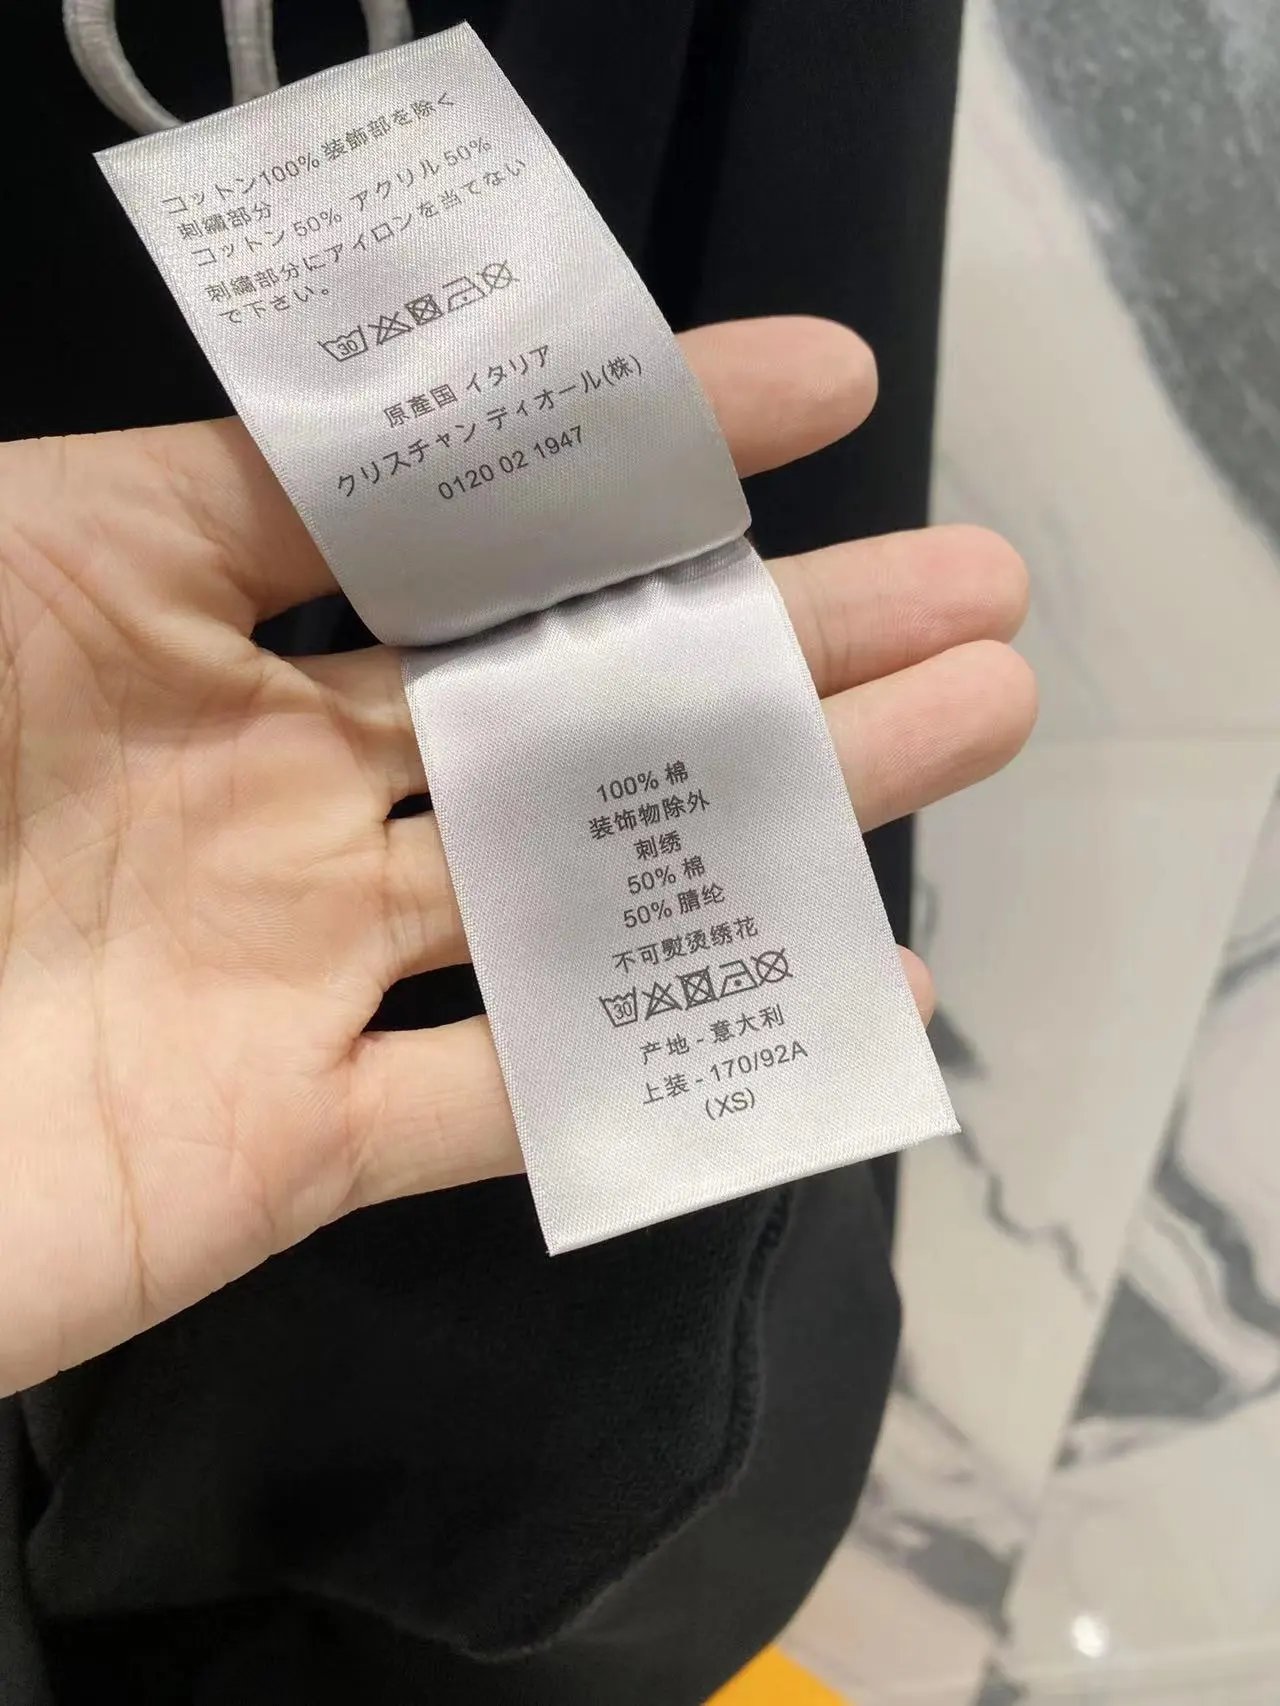 コットン100% 装飾部を除く
刺繍部分
コットン 50% アクリル 50%
刺繍部分にアイロンを当てない
で下さい。
30
原産国 イタリア
クリスチャン ディオール(株)
0120 02 1947
100% 棉
装饰物除外
刺绣
50% 棉
50% 腈纶
不可熨烫绣花
30
产地 - 意大利
上装 - 170/92A
(XS)